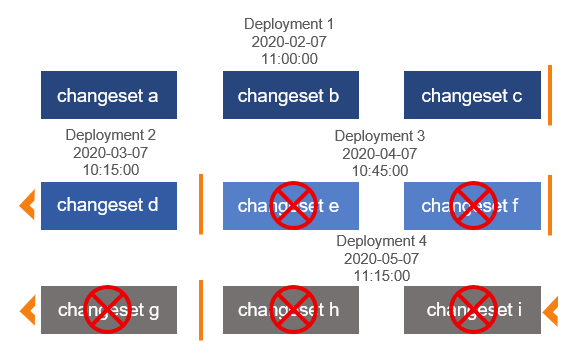 Deployment 1
2020-02-07
11:00:00
changeset a
changeset b
changeset c
Deployment 2
2020-03-07
10:15:00
Deployment 3
2020-04-07
10:45:00
changeset d
changeset e
changeset f
Deployment 4
2020-05-07
11:15:00
changeset g
changeset h
changeset i